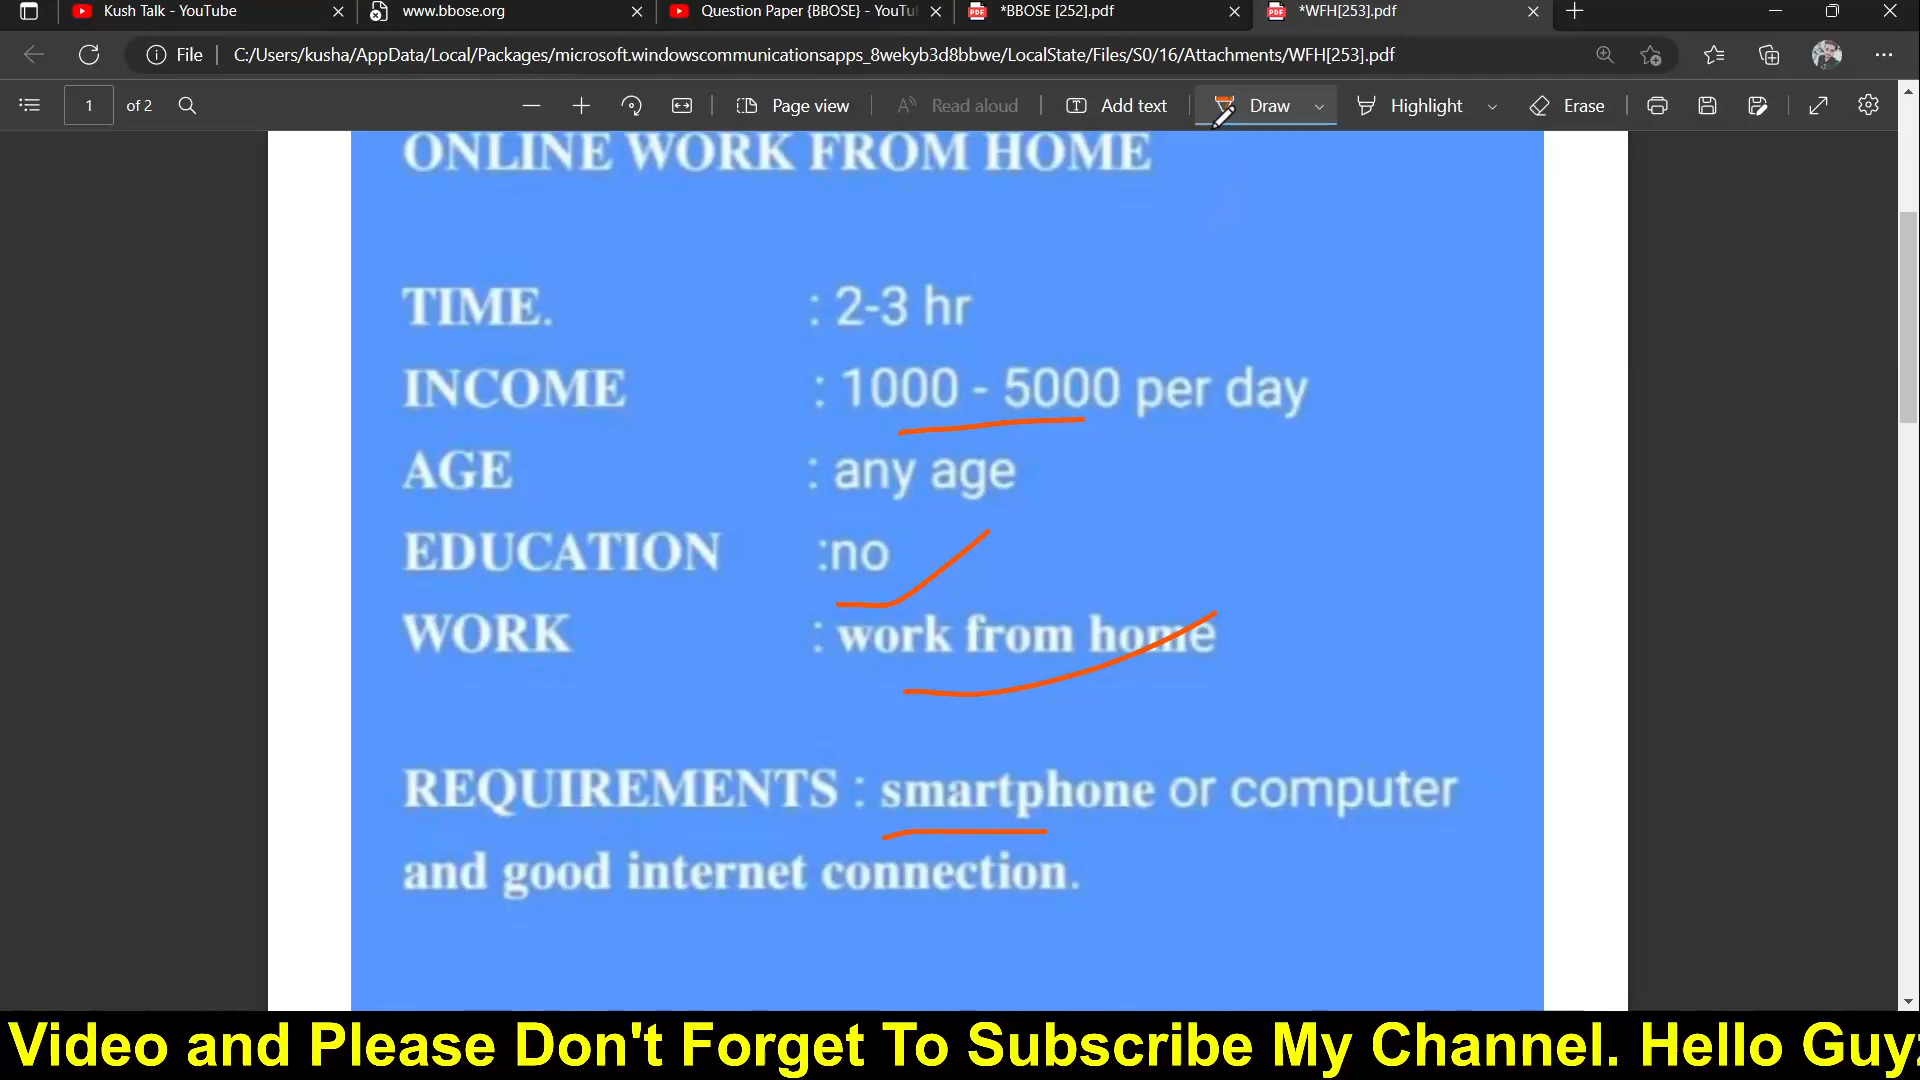 Kush Talk - YouTube
www.bbose.org
Question Paper {BBOSE} - YouTu
*BBOSE [252].pdf
*WFH[253].pdf
File
C:/Users/kusha/AppData/Local/Packages/microsoft.windowscommunicationsapps_8wekyb3d8bbwe/LocalState/Files/S0/16/Attachments/WFH[253].pdf
1 of 2
Page view
Read aloud
Add text
Draw
Highlight
Erase
ONLINE WORK FROM HOME
TIME. : 2-3 hr
INCOME : 1000 - 5000 per day
AGE : any age
EDUCATION :no
WORK : work from home
REQUIREMENTS : smartphone or computer
and good internet connection.
Video and Please Don't Forget To Subscribe My Channel. Hello Guy